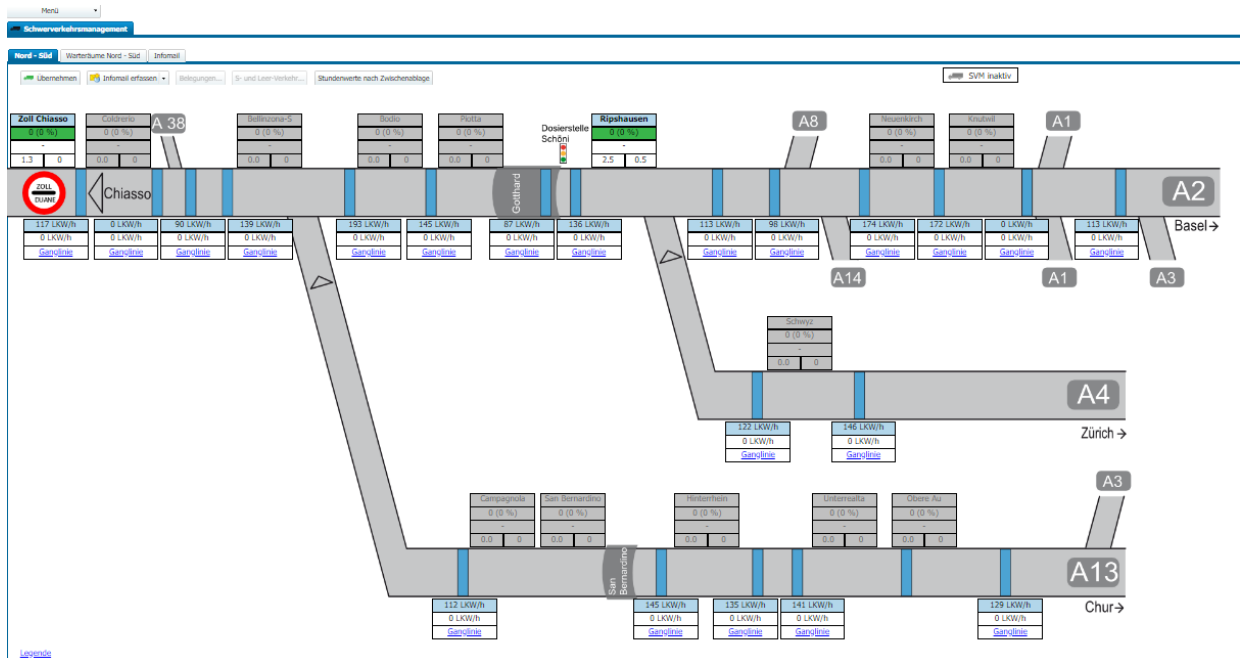 Menü
Schwerverkehrsmanagement
Nord - Süd Warteräume Nord - Süd Infomail
Übernehmen Infomail erfassen Belegungen... S- und Leer-Verkehr... Stundenwerte nach Zwischenablage SVM inaktiv
Zoll Chiasso Coldrerio A 38 Bellinzona-S Bodio Piotta Ripshausen A8 Neuenkirch Knutwil A1
0 (0 %) 0 (0 %) 0 (0 %) 0 (0 %) 0 (0 %) Dosierstelle 0 (0 %) 0 (0 %) 0 (0 %)
- - - - - Schöni - - -
1.3 0 0.0 0 0.0 0 0.0 0 0.0 0 2.5 0.5 0.0 0 0.0 0
ZOLL
DUANE
Chiasso Gotthard A2
117 LKW/h 0 LKW/h 90 LKW/h 139 LKW/h 193 LKW/h 145 LKW/h 87 LKW/h 136 LKW/h 113 LKW/h 98 LKW/h 174 LKW/h 172 LKW/h 0 LKW/h 113 LKW/h Basel→
0 LKW/h 0 LKW/h 0 LKW/h 0 LKW/h 0 LKW/h 0 LKW/h 0 LKW/h 0 LKW/h 0 LKW/h 0 LKW/h 0 LKW/h 0 LKW/h 0 LKW/h 0 LKW/h
Ganglinie Ganglinie Ganglinie Ganglinie Ganglinie Ganglinie Ganglinie Ganglinie Ganglinie Ganglinie Ganglinie Ganglinie Ganglinie Ganglinie
A14 A1 A3
Schwyz
0 (0 %)
-
0.0 0
A4
122 LKW/h 146 LKW/h Zürich→
0 LKW/h 0 LKW/h
Ganglinie Ganglinie
A3
Campagnola San Bernardino Hinterrhein Unterrealta Obere Au
0 (0 %) 0 (0 %) 0 (0 %) 0 (0 %) 0 (0 %)
- - - - -
0.0 0 0.0 0 0.0 0 0.0 0 0.0 0
San
Bernardino
A13
112 LKW/h 145 LKW/h 135 LKW/h 141 LKW/h 129 LKW/h Chur→
0 LKW/h 0 LKW/h 0 LKW/h 0 LKW/h 0 LKW/h
Ganglinie Ganglinie Ganglinie Ganglinie Ganglinie
Legende